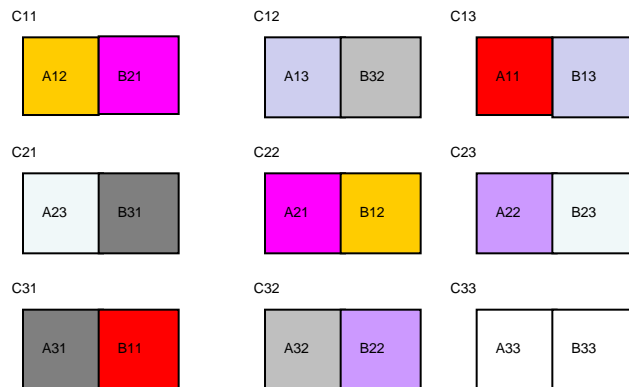 C11 C12 C13
A12 B21 A13 B32 A11 B13
C21 C22 C23
A23 B31 A21 B12 A22 B23
C31 C32 C33
A31 B11 A32 B22 A33 B33